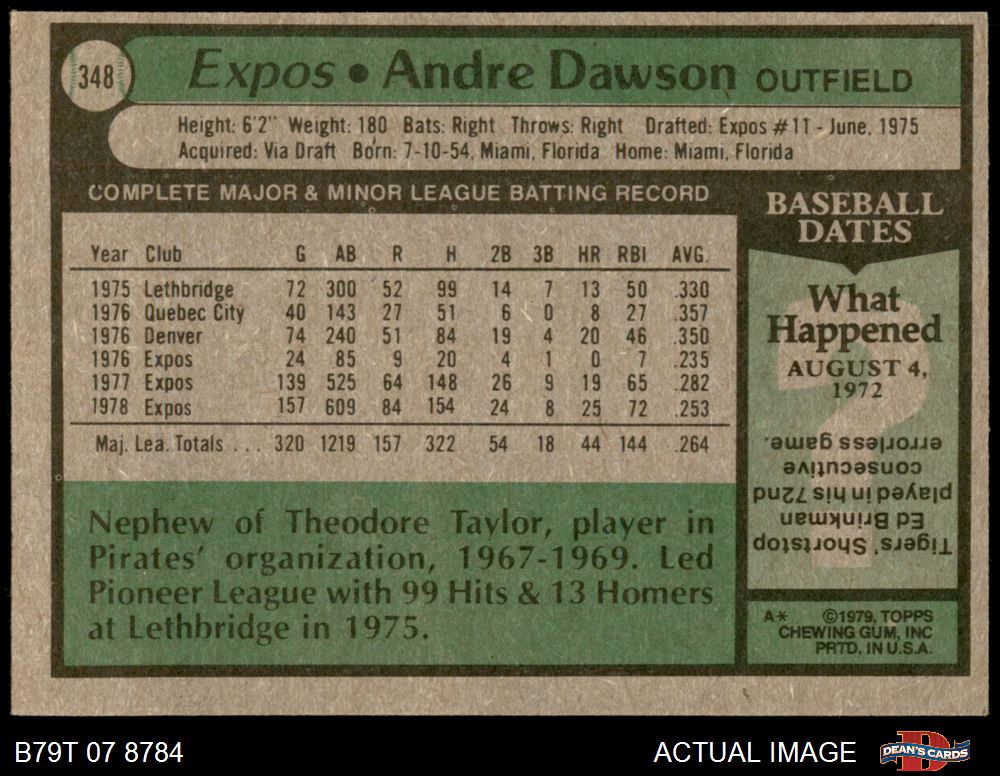 348
Expos • Andre Dawson OUTFIELD
Height: 6'2" Weight: 180 Bats: Right Throws: Right Drafted: Expos #11 - June, 1975
Acquired: Via Draft Born: 7-10-54, Miami, Florida Home: Miami, Florida
COMPLETE MAJOR & MINOR LEAGUE BATTING RECORD
Year Club G AB R H 2B 3B HR RBI AVG.
1975 Lethbridge 72 300 52 99 14 7 13 50 .330
1976 Quebec City 40 143 27 51 6 0 8 27 .357
1976 Denver 74 240 51 84 19 4 20 46 .350
1976 Expos 24 85 9 20 4 1 0 7 .235
1977 Expos 139 525 64 148 26 9 19 65 .282
1978 Expos 157 609 84 154 24 8 25 72 .253
Maj. Lea. Totals . . . 320 1219 157 322 54 18 44 144 .264
Nephew of Theodore Taylor, player in
Pirates' organization, 1967-1969. Led
Pioneer League with 99 Hits & 13 Homers
at Lethbridge in 1975.
BASEBALL
DATES
What
Happened
AUGUST 4,
1972
?
Tigers' Shortstop
Ed Brinkman
played in his 72nd
consecutive
errorless game.
A* ©1979, TOPPS
CHEWING GUM, INC
PRTD. IN U.S.A.
B79T 07 8784
ACTUAL IMAGE
D
DEAN'S CARDS